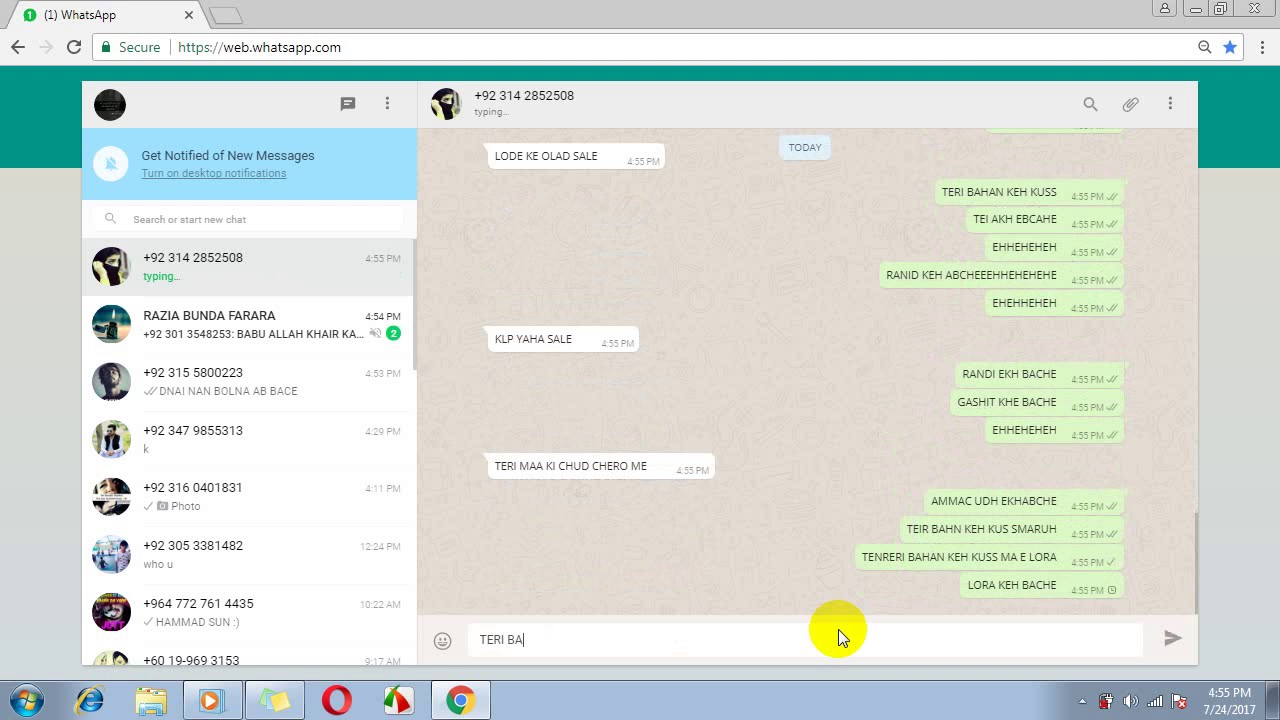 (1) WhatsApp
Secure
https://web.whatsapp.com
Get Notified of New Messages
Turn on desktop notifications
Search or start new chat
+92 314 2852508
4:55 PM
typing...
RAZIA BUNDA FARARA
4:54 PM
+92 301 3548253: BABU ALLAH KHAIR KA...
2
+92 315 5800223
4:53 PM
DNAI NAN BOLNA AB BACE
+92 347 9855313
4:29 PM
k
+92 316 0401831
4:11 PM
Photo
+92 305 3381482
12:24 PM
who u
+964 772 761 4435
10:22 AM
HAMMAD SUN :)
+60 19-969 3153
9:17 AM
+92 314 2852508
typing...
TODAY
LODE KE OLAD SALE 4:55 PM
TERI BAHAN KEH KUSS 4:55 PM
TEI AKH EBCAHE 4:55 PM
EHHEHEHEH 4:55 PM
RANID KEH ABCHEEEHHEHEHEHE 4:55 PM
EHEHHEHEH 4:55 PM
KLP YAHA SALE 4:55 PM
RANDI EKH BACHE 4:55 PM
GASHIT KHE BACHE 4:55 PM
EHHEHEHEH 4:55 PM
TERI MAA KI CHUD CHERO ME 4:55 PM
AMMAC UDH EKHABCHE 4:55 PM
TEIR BAHN KEH KUS SMARUH 4:55 PM
TENRERI BAHAN KEH KUSS MA E LORA 4:55 PM
LORA KEH BACHE 4:55 PM
TERI BA
4:55 PM
7/24/2017